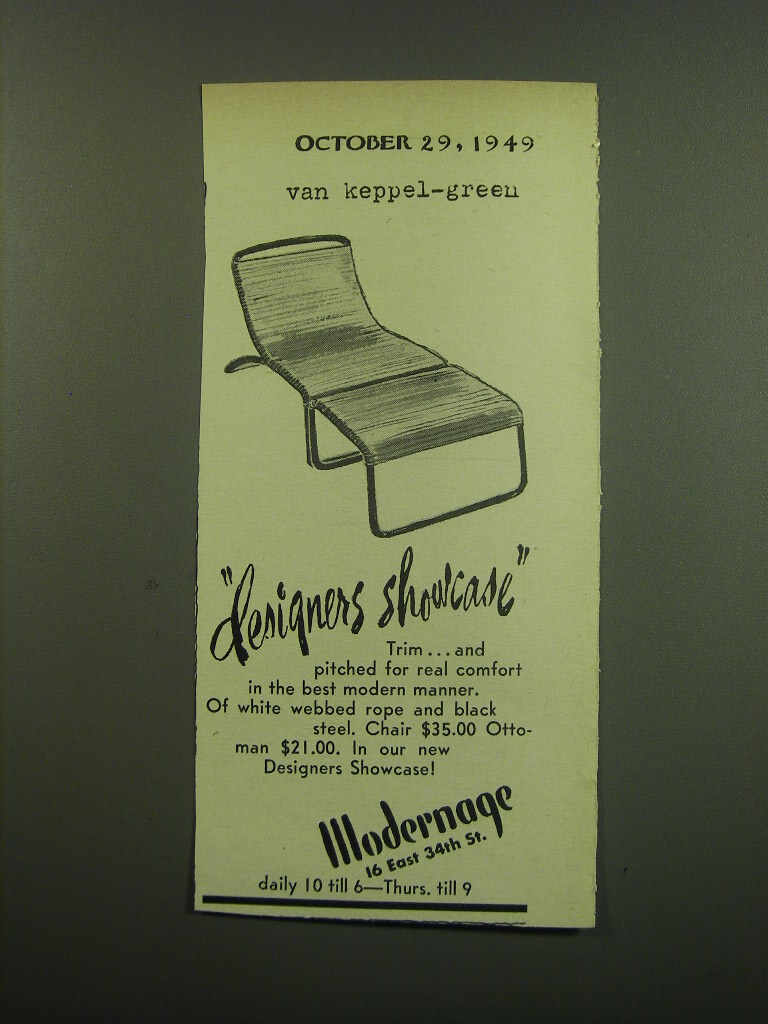 OCTOBER 29, 1949
van keppel-green
"designers showcase"
Trim...and
pitched for real comfort
in the best modern manner.
Of white webbed rope and black
steel. Chair $35.00 Otto-
man $21.00. In our new
Designers Showcase!
Modernage
16 East 34th St.
daily 10 till 6—Thurs. till 9